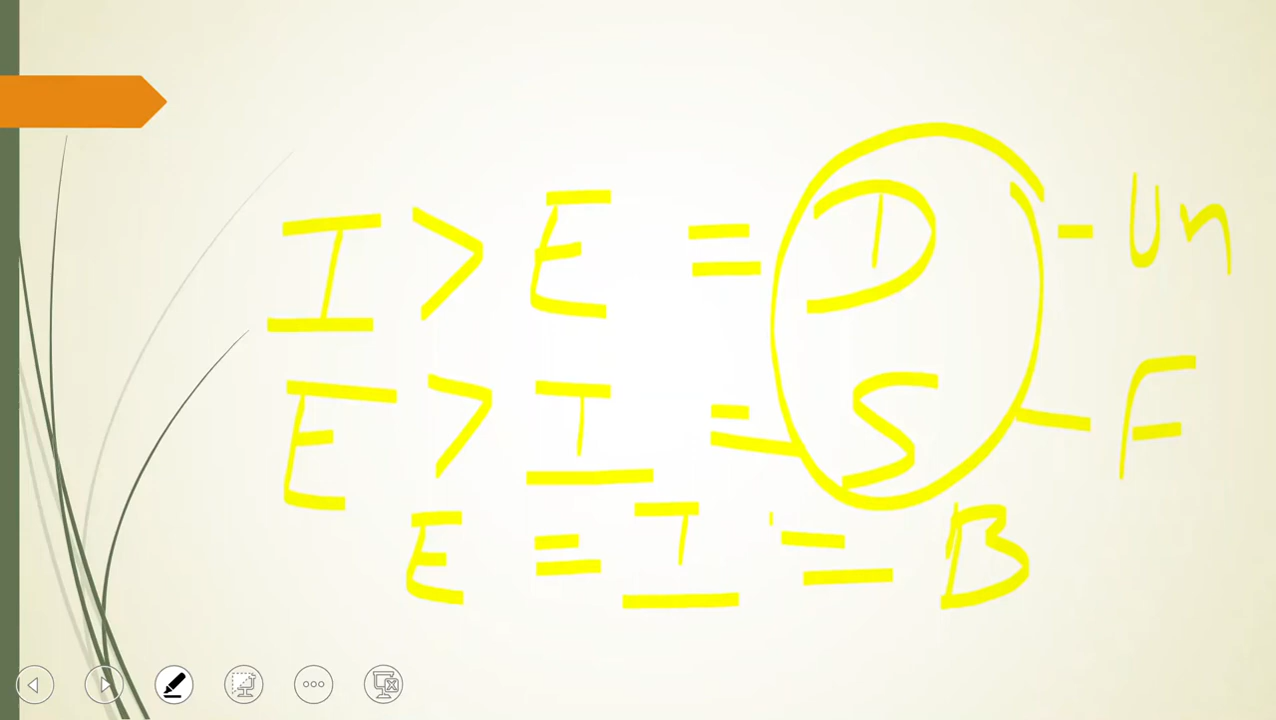 I > E = D - Un
E > I = S - F
E = I = B